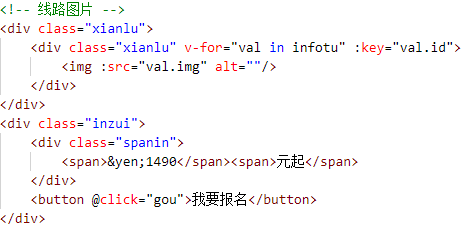 <!-- 线路图片 -->
<div class="xianlu">
<div class="xianlu" v-for="val in infotu" :key="val.id">
<img :src="val.img" alt=""/>
</div>
</div>
<div class="inzui">
<div class="spanin">
<span>&yen;1490</span><span>元起</span>
</div>
<button @click="gou">我要报名</button>
</div>